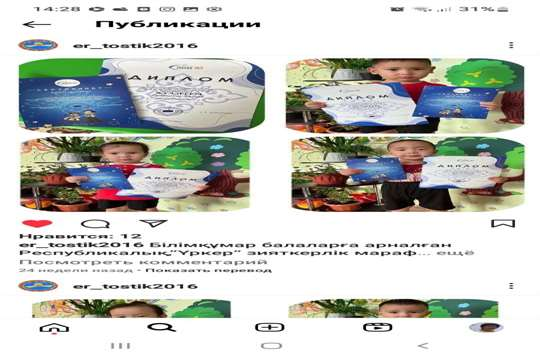 14:28
31%
Публикации
er_tostik2016
ДИПЛОМ
ДИПЛОМ
ДИПЛОМ
ДИПЛОМ
Нравится: 12
er_tostik2016 Білімқұмар балаларға арналған
Республикалық"Үркер" зияткерлік мараф... ещё
Посмотреть комментарий
24 недели назад • Показать перевод
er_tostik2016